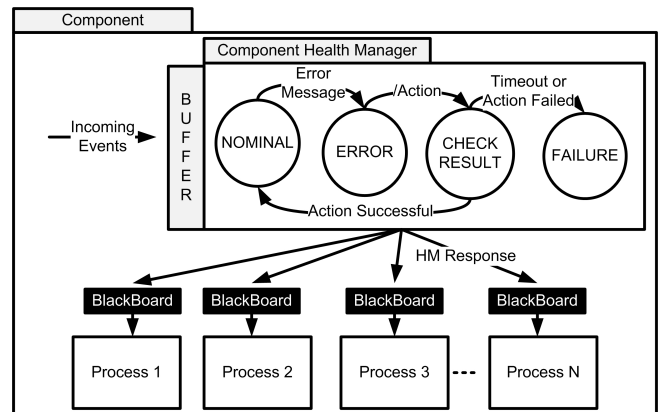 Component
Component Health Manager
BUFFER
Incoming
Events
Error
Message
/Action
Timeout or
Action Failed
NOMINAL
ERROR
CHECK
RESULT
FAILURE
Action Successful
HM Response
BlackBoard
BlackBoard
BlackBoard
BlackBoard
Process 1
Process 2
Process 3
Process N